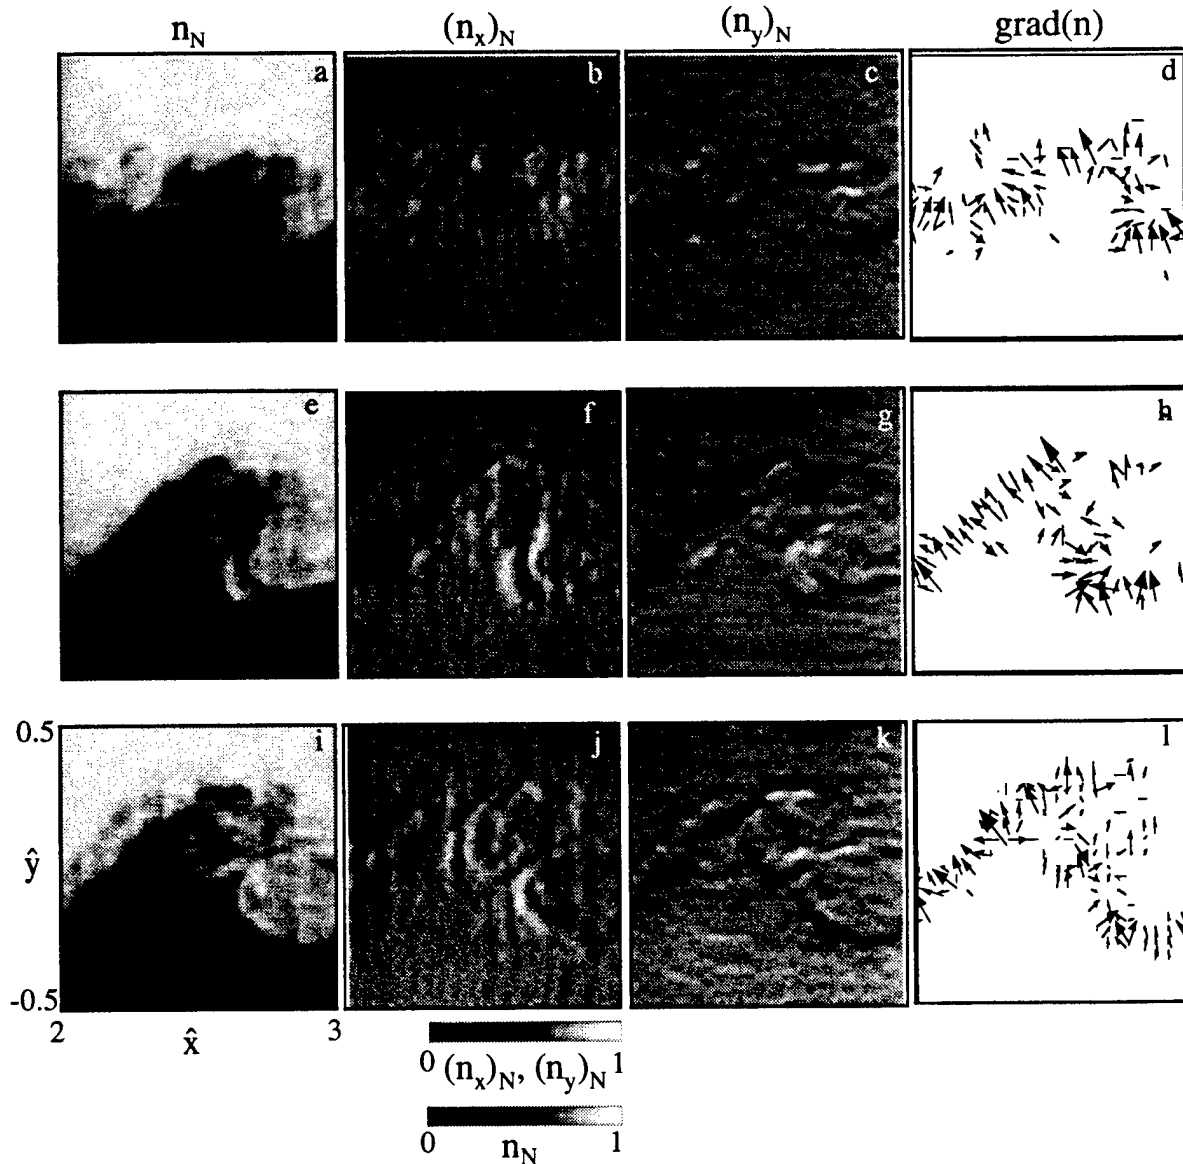 n_N (n_x)_N (n_y)_N grad(n)
a b c d
e f g h
0.5 i j k l
ŷ
-0.5
2 x̂ 3
0 (n_x)_N, (n_y)_N 1
0 n_N 1